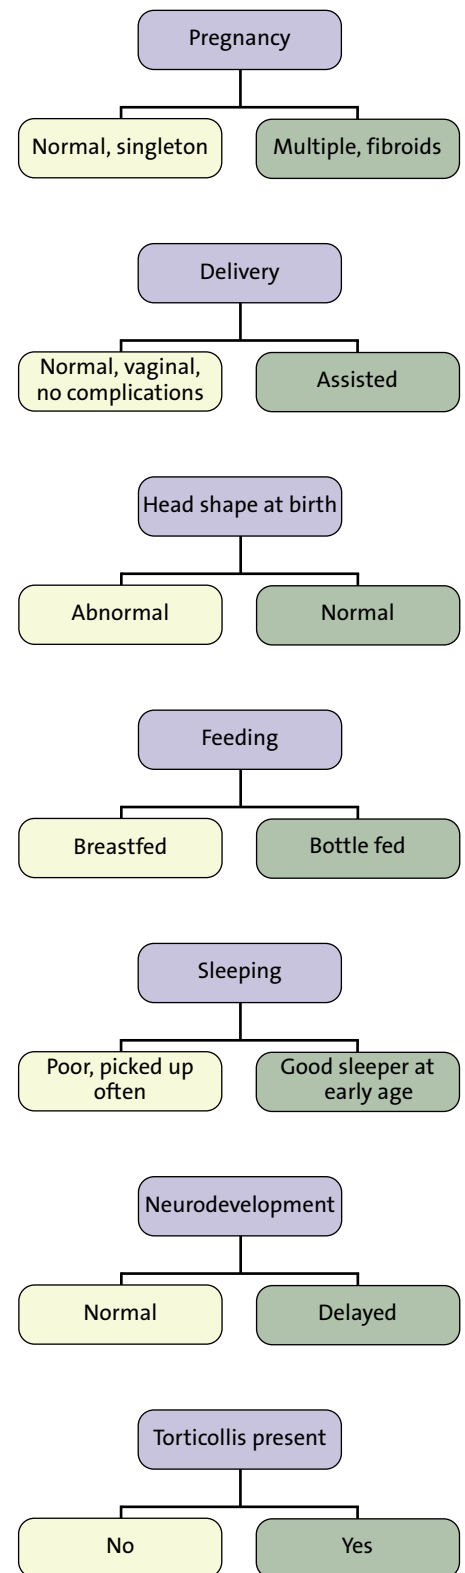 Pregnancy
Normal, singleton
Multiple, fibroids
Delivery
Normal, vaginal,
no complications
Assisted
Head shape at birth
Abnormal
Normal
Feeding
Breastfed
Bottle fed
Sleeping
Poor, picked up
often
Good sleeper at
early age
Neurodevelopment
Normal
Delayed
Torticollis present
No
Yes